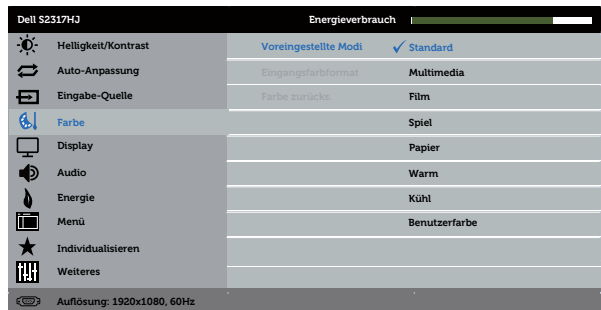 Dell S2317HJ Energieverbrauch
Helligkeit/Kontrast Voreingestellte Modi Standard
Auto-Anpassung Eingangsfarbformat Multimedia
Eingabe-Quelle Farbe zurücks. Film
Farbe Spiel
Display Papier
Audio Warm
Energie Kühl
Menü Benutzerfarbe
Individualisieren
Weiteres
Auflösung: 1920x1080, 60Hz